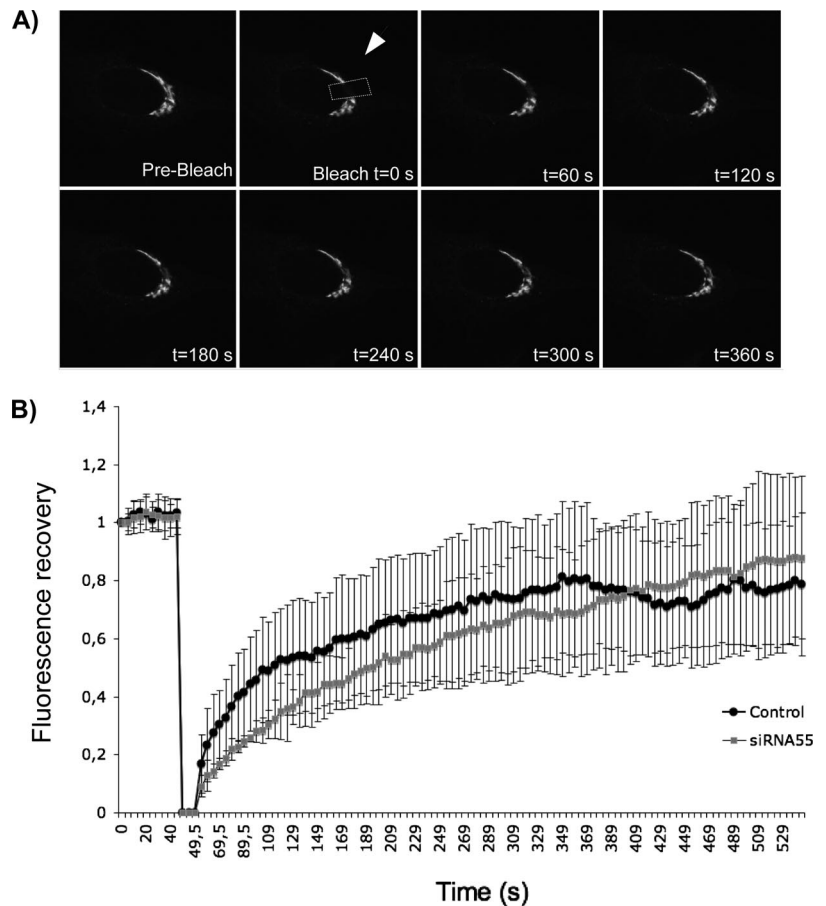 A)
Pre-Bleach
Bleach t=0 s
t=60 s
t=120 s
t=180 s
t=240 s
t=300 s
t=360 s
B)
Fluorescence recovery
1,4
1,2
1
0,8
0,6
0,4
0,2
0
Control
siRNA55
0 20 40 49,5 69,5 89,5 109 129 149 169 189 209 229 249 269 289 309 329 349 369 389 409 429 449 469 489 509 529
Time (s)